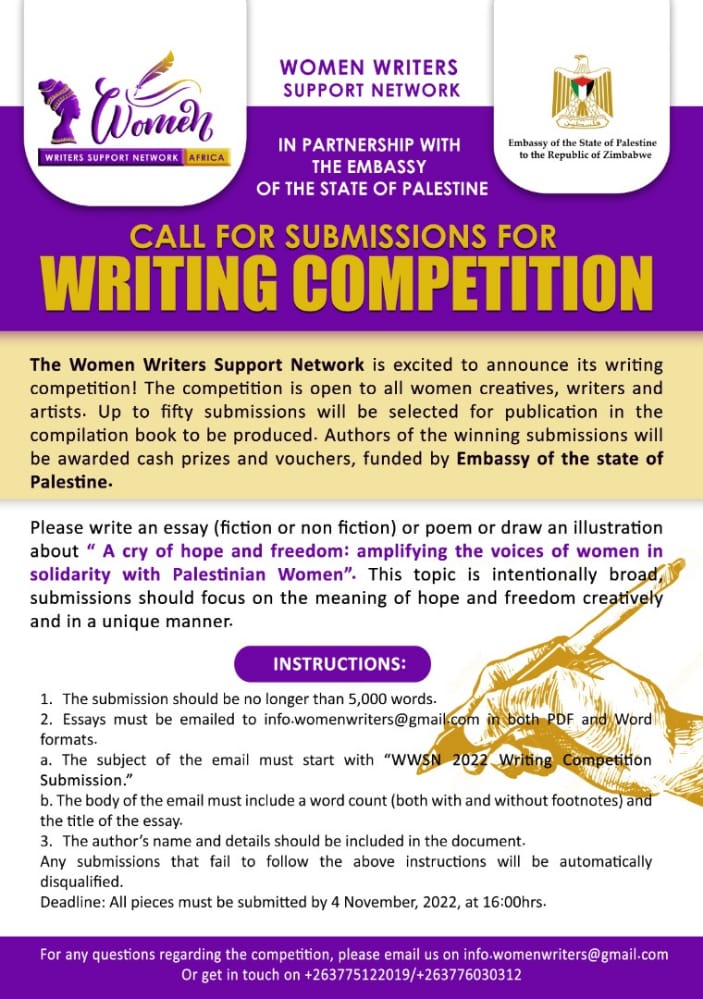 Women
WRITERS SUPPORT NETWORK AFRICA
WOMEN WRITERS
SUPPORT NETWORK
Embassy of the State of Palestine
to the Republic of Zimbabwe
IN PARTNERSHIP WITH
THE EMBASSY
OF THE STATE OF PALESTINE
CALL FOR SUBMISSIONS FOR
WRITING COMPETITION
The Women Writers Support Network is excited to announce its writing
competition! The competition is open to all women creatives, writers and
artists. Up to fifty submissions will be selected for publication in the
compilation book to be produced. Authors of the winning submissions will
be awarded cash prizes and vouchers, funded by Embassy of the state of
Palestine.
Please write an essay (fiction or non fiction) or poem or draw an illustration
about “ A cry of hope and freedom: amplifying the voices of women in
solidarity with Palestinian Women”. This topic is intentionally broad,
submissions should focus on the meaning of hope and freedom creatively
and in a unique manner.
INSTRUCTIONS:
1. The submission should be no longer than 5,000 words.
2. Essays must be emailed to info.womenwriters@gmail.com in both PDF and Word
formats.
a. The subject of the email must start with “WWSN 2022 Writing Competition
Submission.”
b. The body of the email must include a word count (both with and without footnotes) and
the title of the essay.
3. The author’s name and details should be included in the document.
Any submissions that fail to follow the above instructions will be automatically
disqualified.
Deadline: All pieces must be submitted by 4 November, 2022, at 16:00hrs.
For any questions regarding the competition, please email us on info.womenwriters@gmail.com
Or get in touch on +263775122019/+263776030312